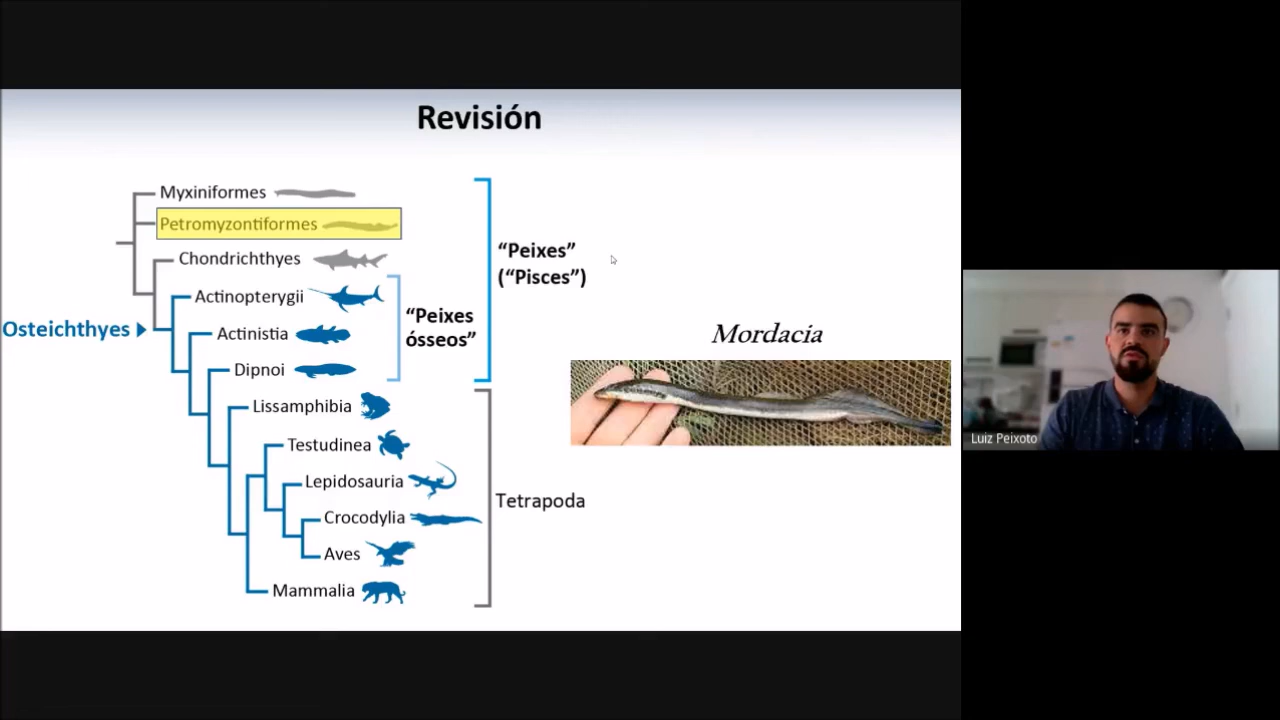 Revisión
Myxiniformes
Petromyzontiformes
Chondrichthyes
Actinopterygii
Osteichthyes
Actinistia
Dipnoi
Lissamphibia
Testudinea
Lepidosauria
Crocodylia
Aves
Mammalia
“Peixes
ósseos”
“Peixes”
(“Pisces”)
Tetrapoda
Mordacia
Luiz Peixoto